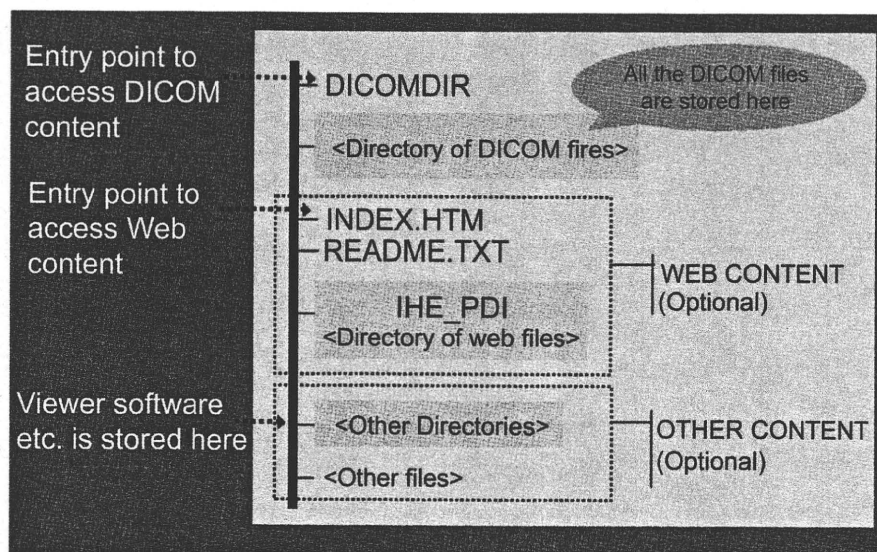 Entry point to
access DICOM
content
DICOMDIR
All the DICOM files
are stored here
<Directory of DICOM fires>
Entry point to
access Web
content
INDEX.HTM
README.TXT
IHE_PDI
<Directory of web files>
WEB CONTENT
(Optional)
Viewer software
etc. is stored here
<Other Directories>
<Other files>
OTHER CONTENT
(Optional)